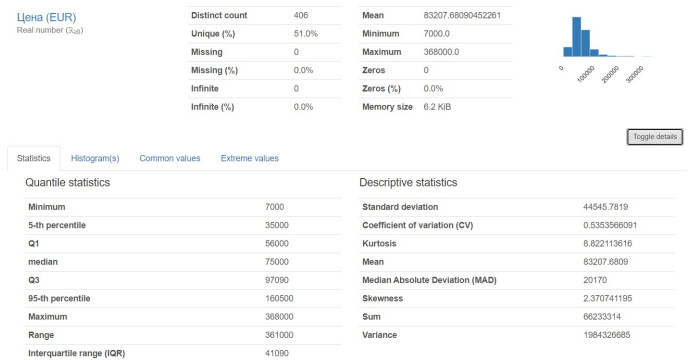 Цена (EUR)
Real number (ℝ≥0)
Distinct count 406
Unique (%) 51.0%
Missing 0
Missing (%) 0.0%
Infinite 0
Infinite (%) 0.0%
Mean 83207.68090452261
Minimum 7000.0
Maximum 368000.0
Zeros 0
Zeros (%) 0.0%
Memory size 6.2 KiB
0 100000 200000 300000
Toggle details
Statistics Histogram(s) Common values Extreme values
Quantile statistics
Minimum 7000
5-th percentile 35000
Q1 56000
median 75000
Q3 97090
95-th percentile 160500
Maximum 368000
Range 361000
Interquartile range (IQR) 41090
Descriptive statistics
Standard deviation 44545.7819
Coefficient of variation (CV) 0.5353566091
Kurtosis 8.822113616
Mean 83207.6809
Median Absolute Deviation (MAD) 20170
Skewness 2.370741195
Sum 66233314
Variance 1984326685